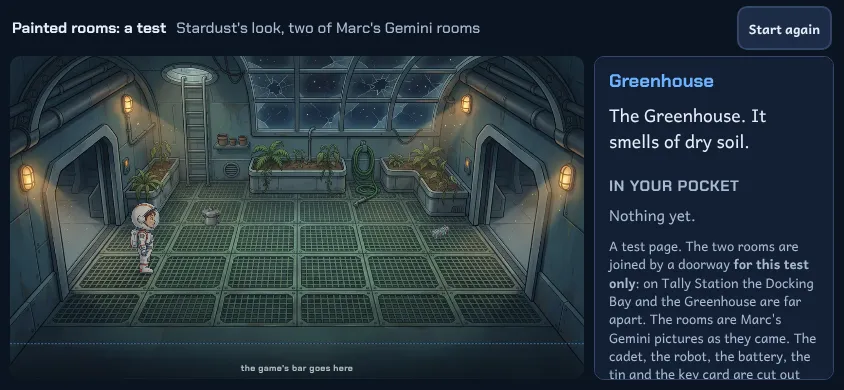 Painted rooms: a test Stardust's look, two of Marc's Gemini rooms
Start again
Greenhouse
The Greenhouse. It
smells of dry soil.
IN YOUR POCKET
Nothing yet.
A test page. The two rooms are
joined by a doorway for this test
only: on Tally Station the Docking
Bay and the Greenhouse are far
apart. The rooms are Marc's
Gemini pictures as they came. The
cadet, the robot, the battery, the
tin and the key card are cut out
the game's bar goes here